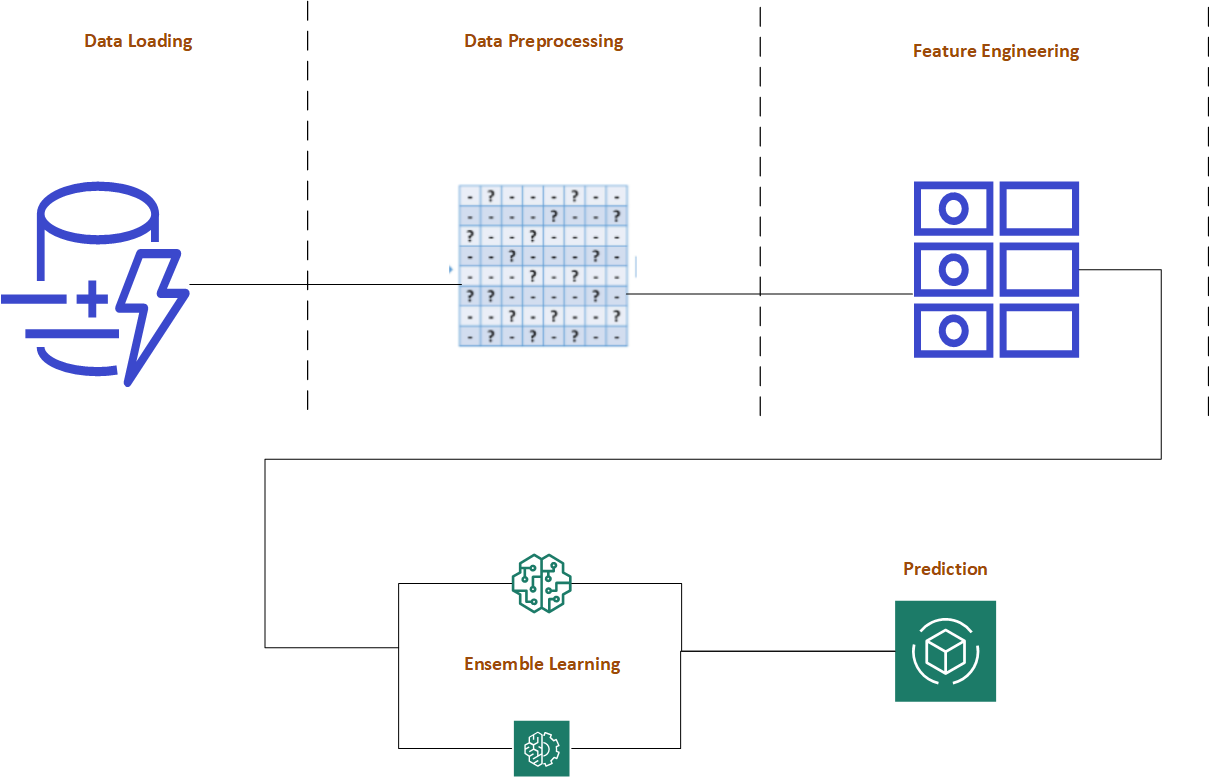 Data Loading
Data Preprocessing
Feature Engineering
- ? - - - ? - -
- - - - ? - - ?
? - - ? - - - -
- - ? - - - ? -
- - - ? - ? - -
? ? - - - - ? -
- - ? - ? - - ?
- ? - ? - ? - -
Prediction
Ensemble Learning